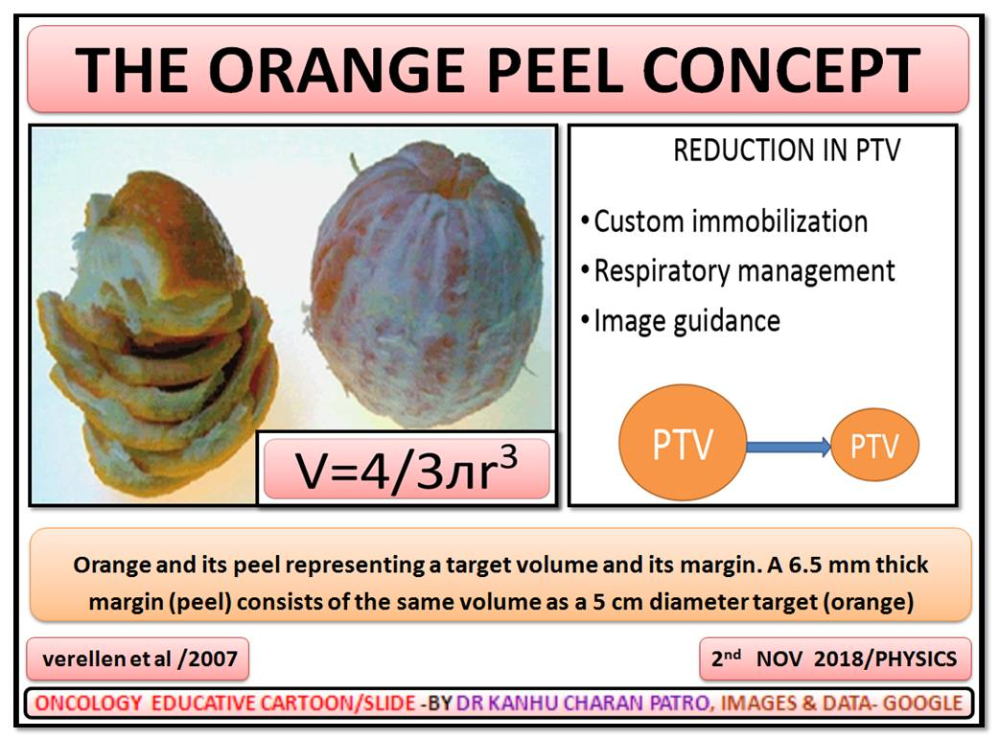 THE ORANGE PEEL CONCEPT
V=4/3лr³
REDUCTION IN PTV
•Custom immobilization
•Respiratory management
•Image guidance
PTV
PTV
Orange and its peel representing a target volume and its margin. A 6.5 mm thick
margin (peel) consists of the same volume as a 5 cm diameter target (orange)
verellen et al /2007
2nd NOV 2018/PHYSICS
ONCOLOGY EDUCATIVE CARTOON/SLIDE -BY DR KANHU CHARAN PATRO, IMAGES & DATA- GOOGLE